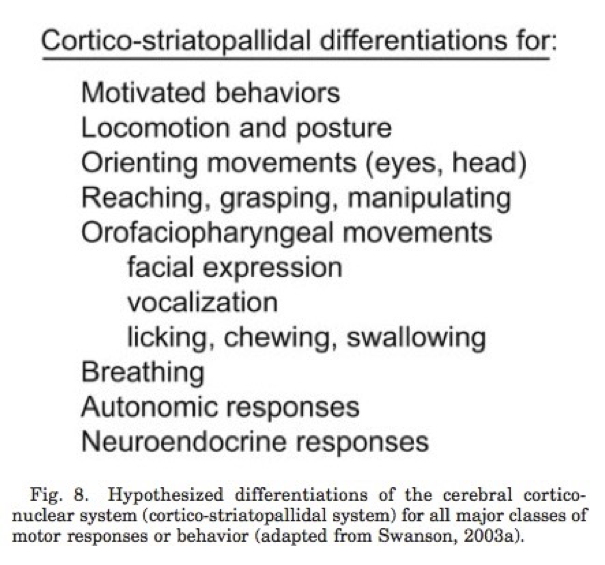 Cortico-striatopallidal differentiations for:
Motivated behaviors
Locomotion and posture
Orienting movements (eyes, head)
Reaching, grasping, manipulating
Orofaciopharyngeal movements
facial expression
vocalization
licking, chewing, swallowing
Breathing
Autonomic responses
Neuroendocrine responses
Fig. 8. Hypothesized differentiations of the cerebral cortico-
nuclear system (cortico-striatopallidal system) for all major classes of
motor responses or behavior (adapted from Swanson, 2003a).